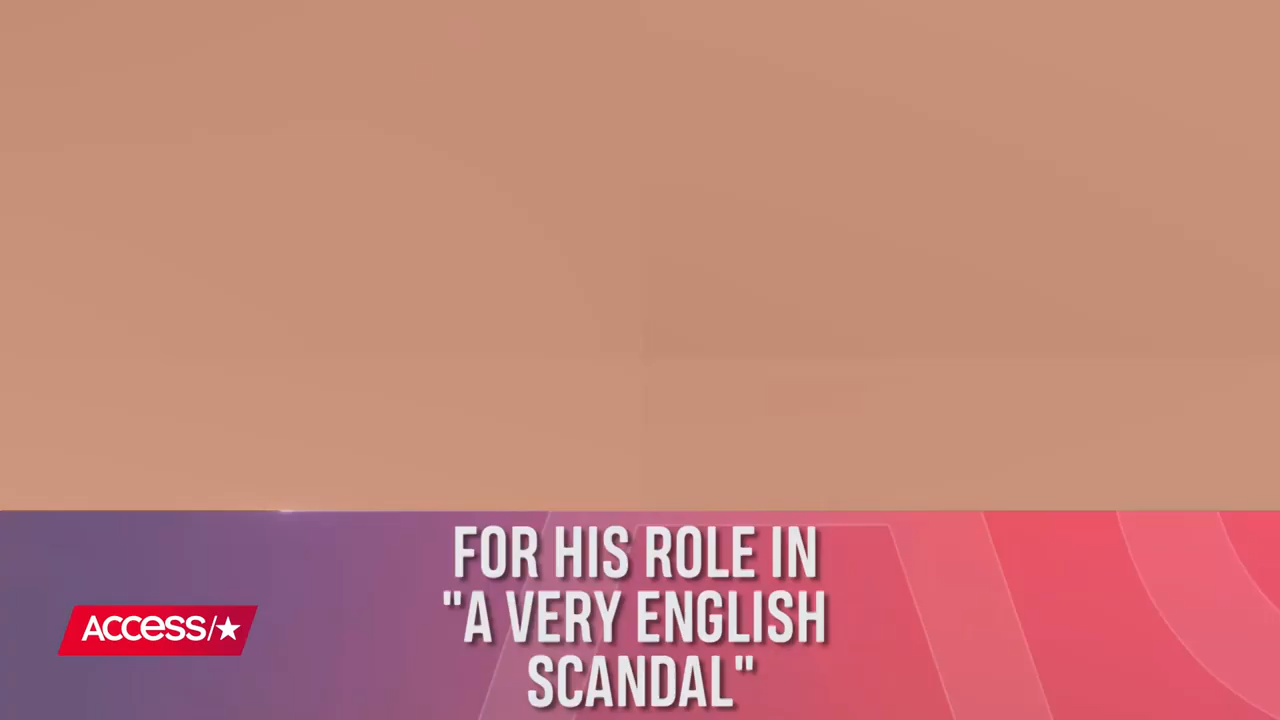 FOR HIS ROLE IN
"A VERY ENGLISH
SCANDAL"
ACCESS/★